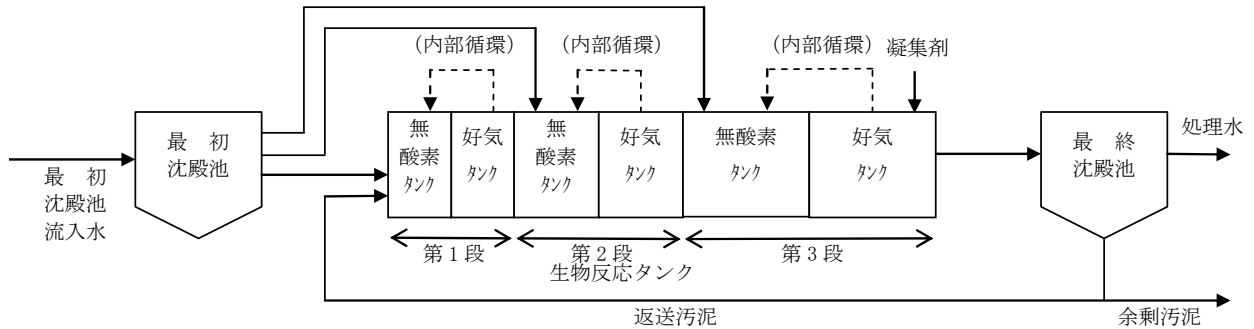 (内部循環)
(内部循環)
(内部循環)
凝集剤
最 初
沈殿池
無
酸素
タンク
好気
タンク
無
酸素
タンク
好気
タンク
無酸素
タンク
好気
タンク
最 終
沈殿池
処理水
最 初
沈殿池
流入水
第1段
第2段
第3段
生物反応タンク
返送汚泥
余剰汚泥